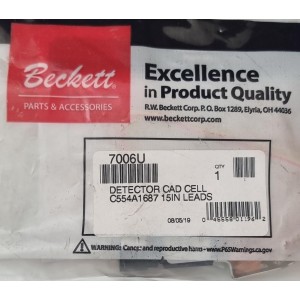 Beckett
PARTS & ACCESSORIES
Excellence
in Product Quality
R.W. Beckett Corp. P.O. Box 1289, Elyria, OH 44036
www.beckettcorp.com
7006U
QTY
1
DETECTOR CAD CELL
C554A1687 15IN LEADS
08/05/19
WARNING: Cancer and reproductive harm - www.P65Warnings.ca.gov